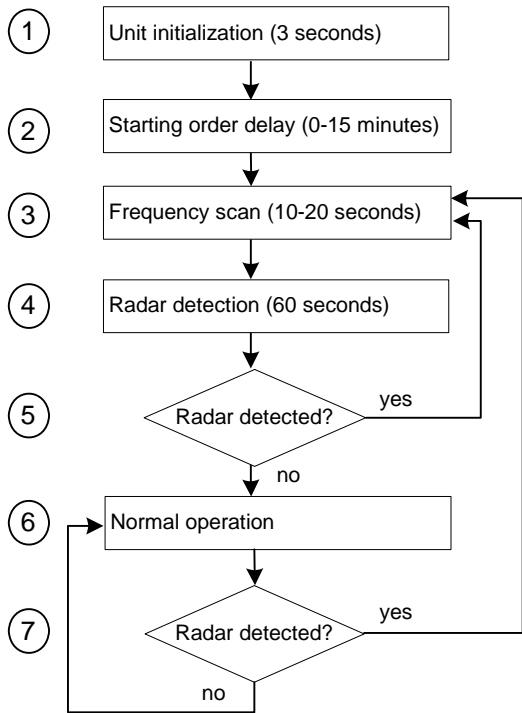 1
Unit initialization (3 seconds)
2
Starting order delay (0-15 minutes)
3
Frequency scan (10-20 seconds)
4
Radar detection (60 seconds)
5
Radar detected?
yes
no
6
Normal operation
7
Radar detected?
yes
no